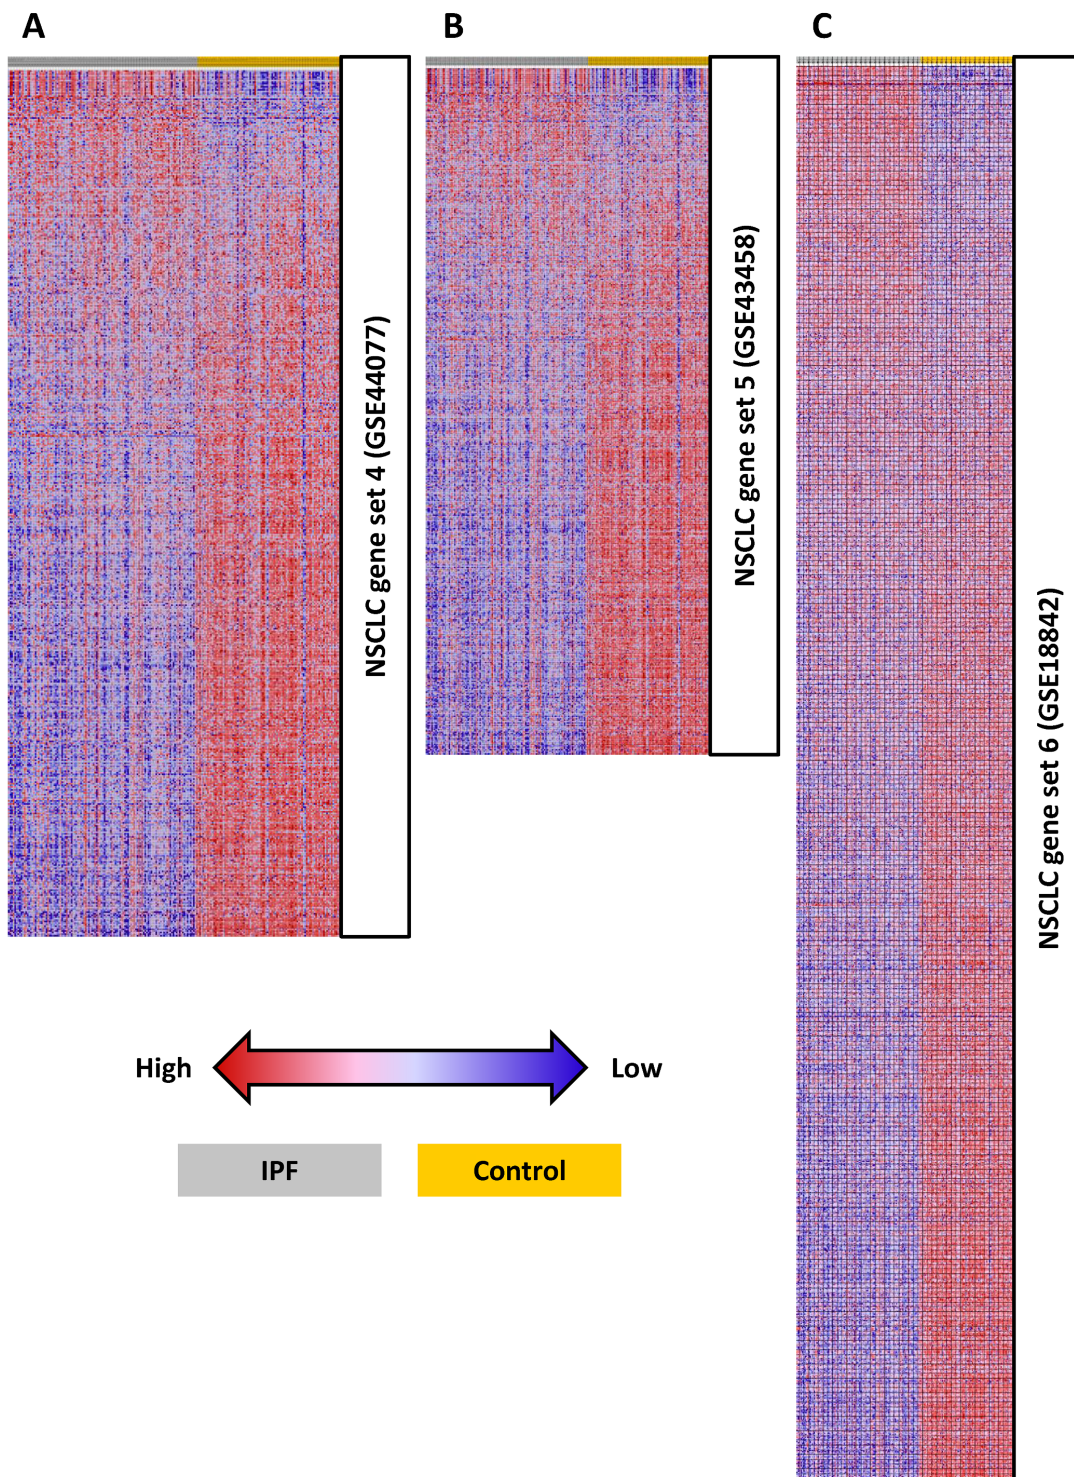 A
B
C
NSCLC gene set 4 (GSE44077)
NSCLC gene set 5 (GSE43458)
NSCLC gene set 6 (GSE18842)
High
Low
IPF
Control